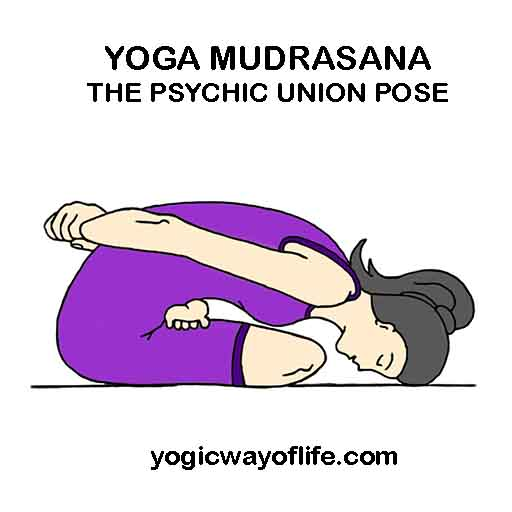 YOGA MUDRASANA
THE PSYCHIC UNION POSE
yogicwayoflife.com